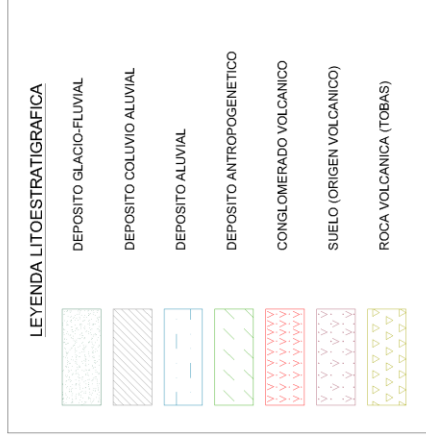 LEYENDA LITOESTRATIGRAFICA
DEPOSITO GLACIO-FLUVIAL
DEPOSITO COLUVIO ALUVIAL
DEPOSITO ALUVIAL
DEPOSITO ANTROPOGENETICO
CONGLOMERADO VOLCANICO
SUELO (ORIGEN VOLCANICO)
ROCA VOLCANICA (TOBAS)